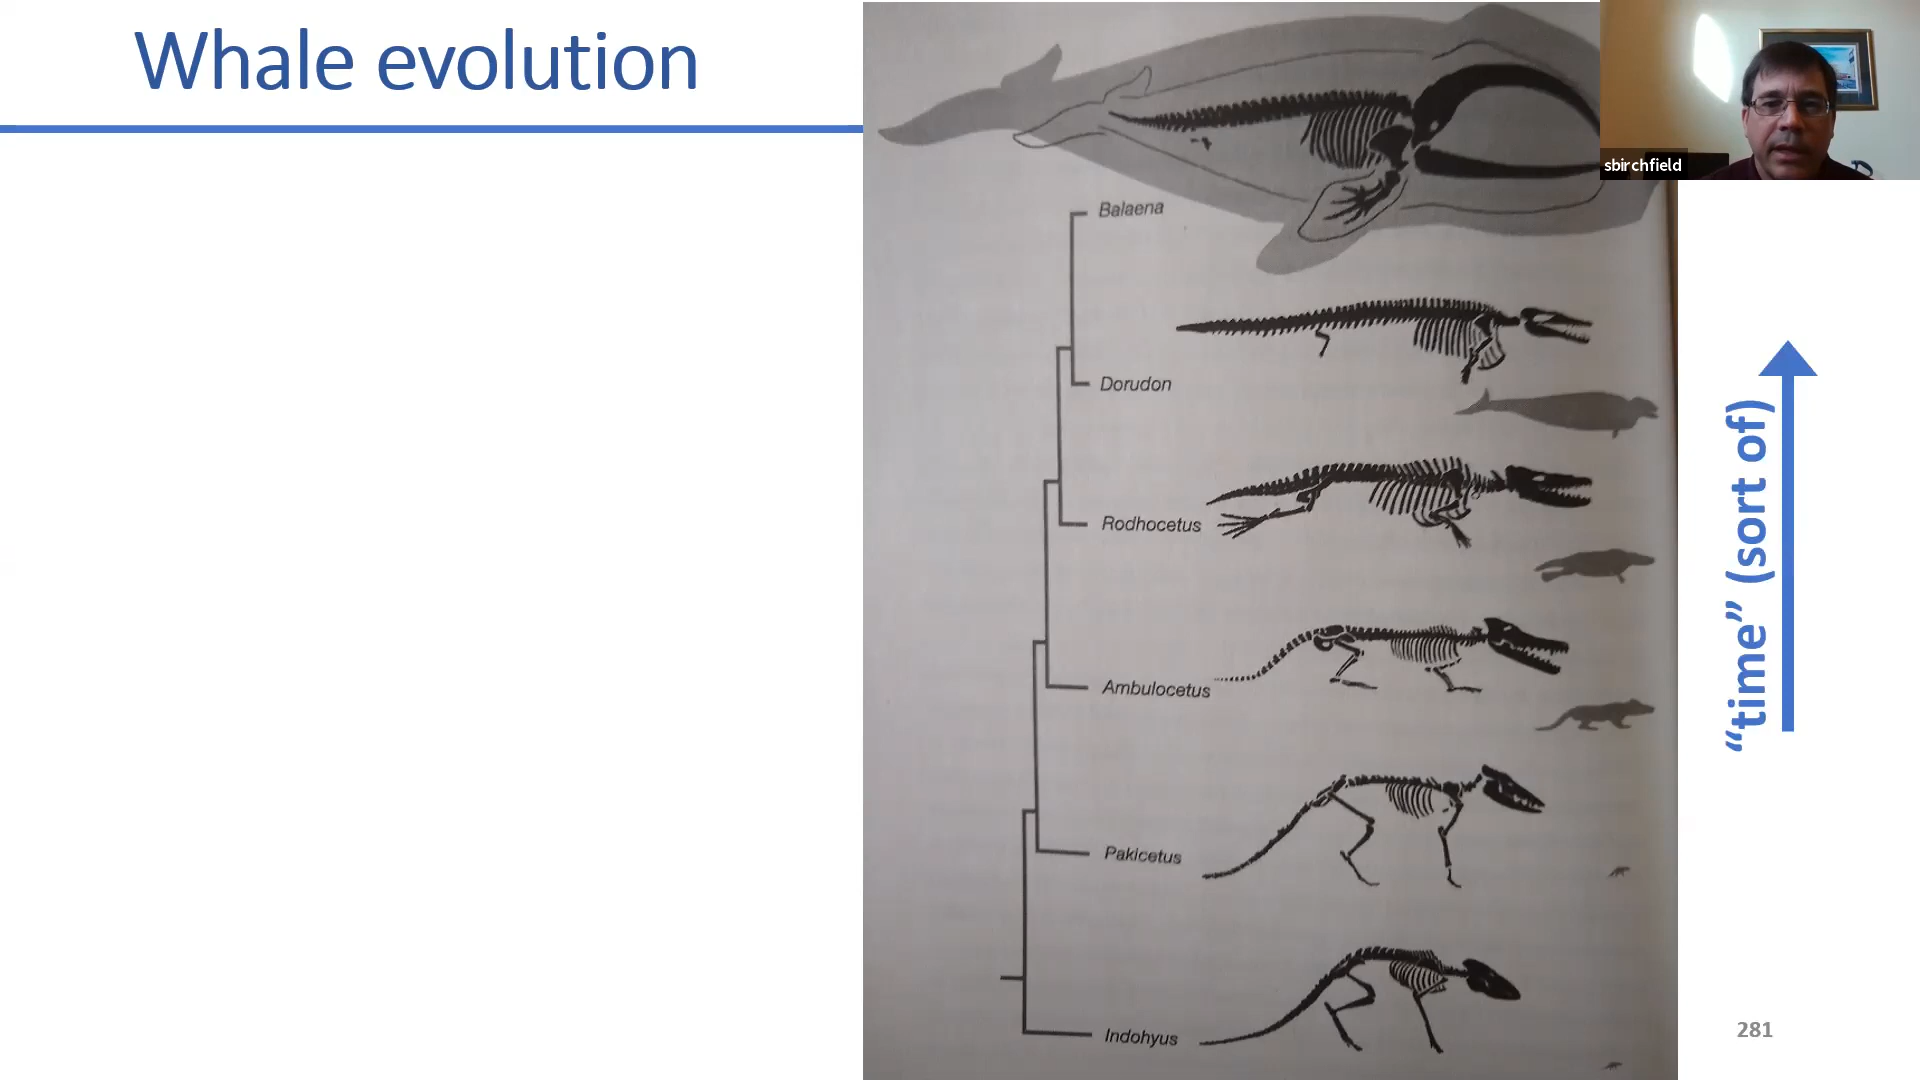 Whale evolution
sbirchfield
Balaena
Dorudon
Rodhocetus
Ambulocetus
Pakicetus
Indohyus
“time” (sort of)
281